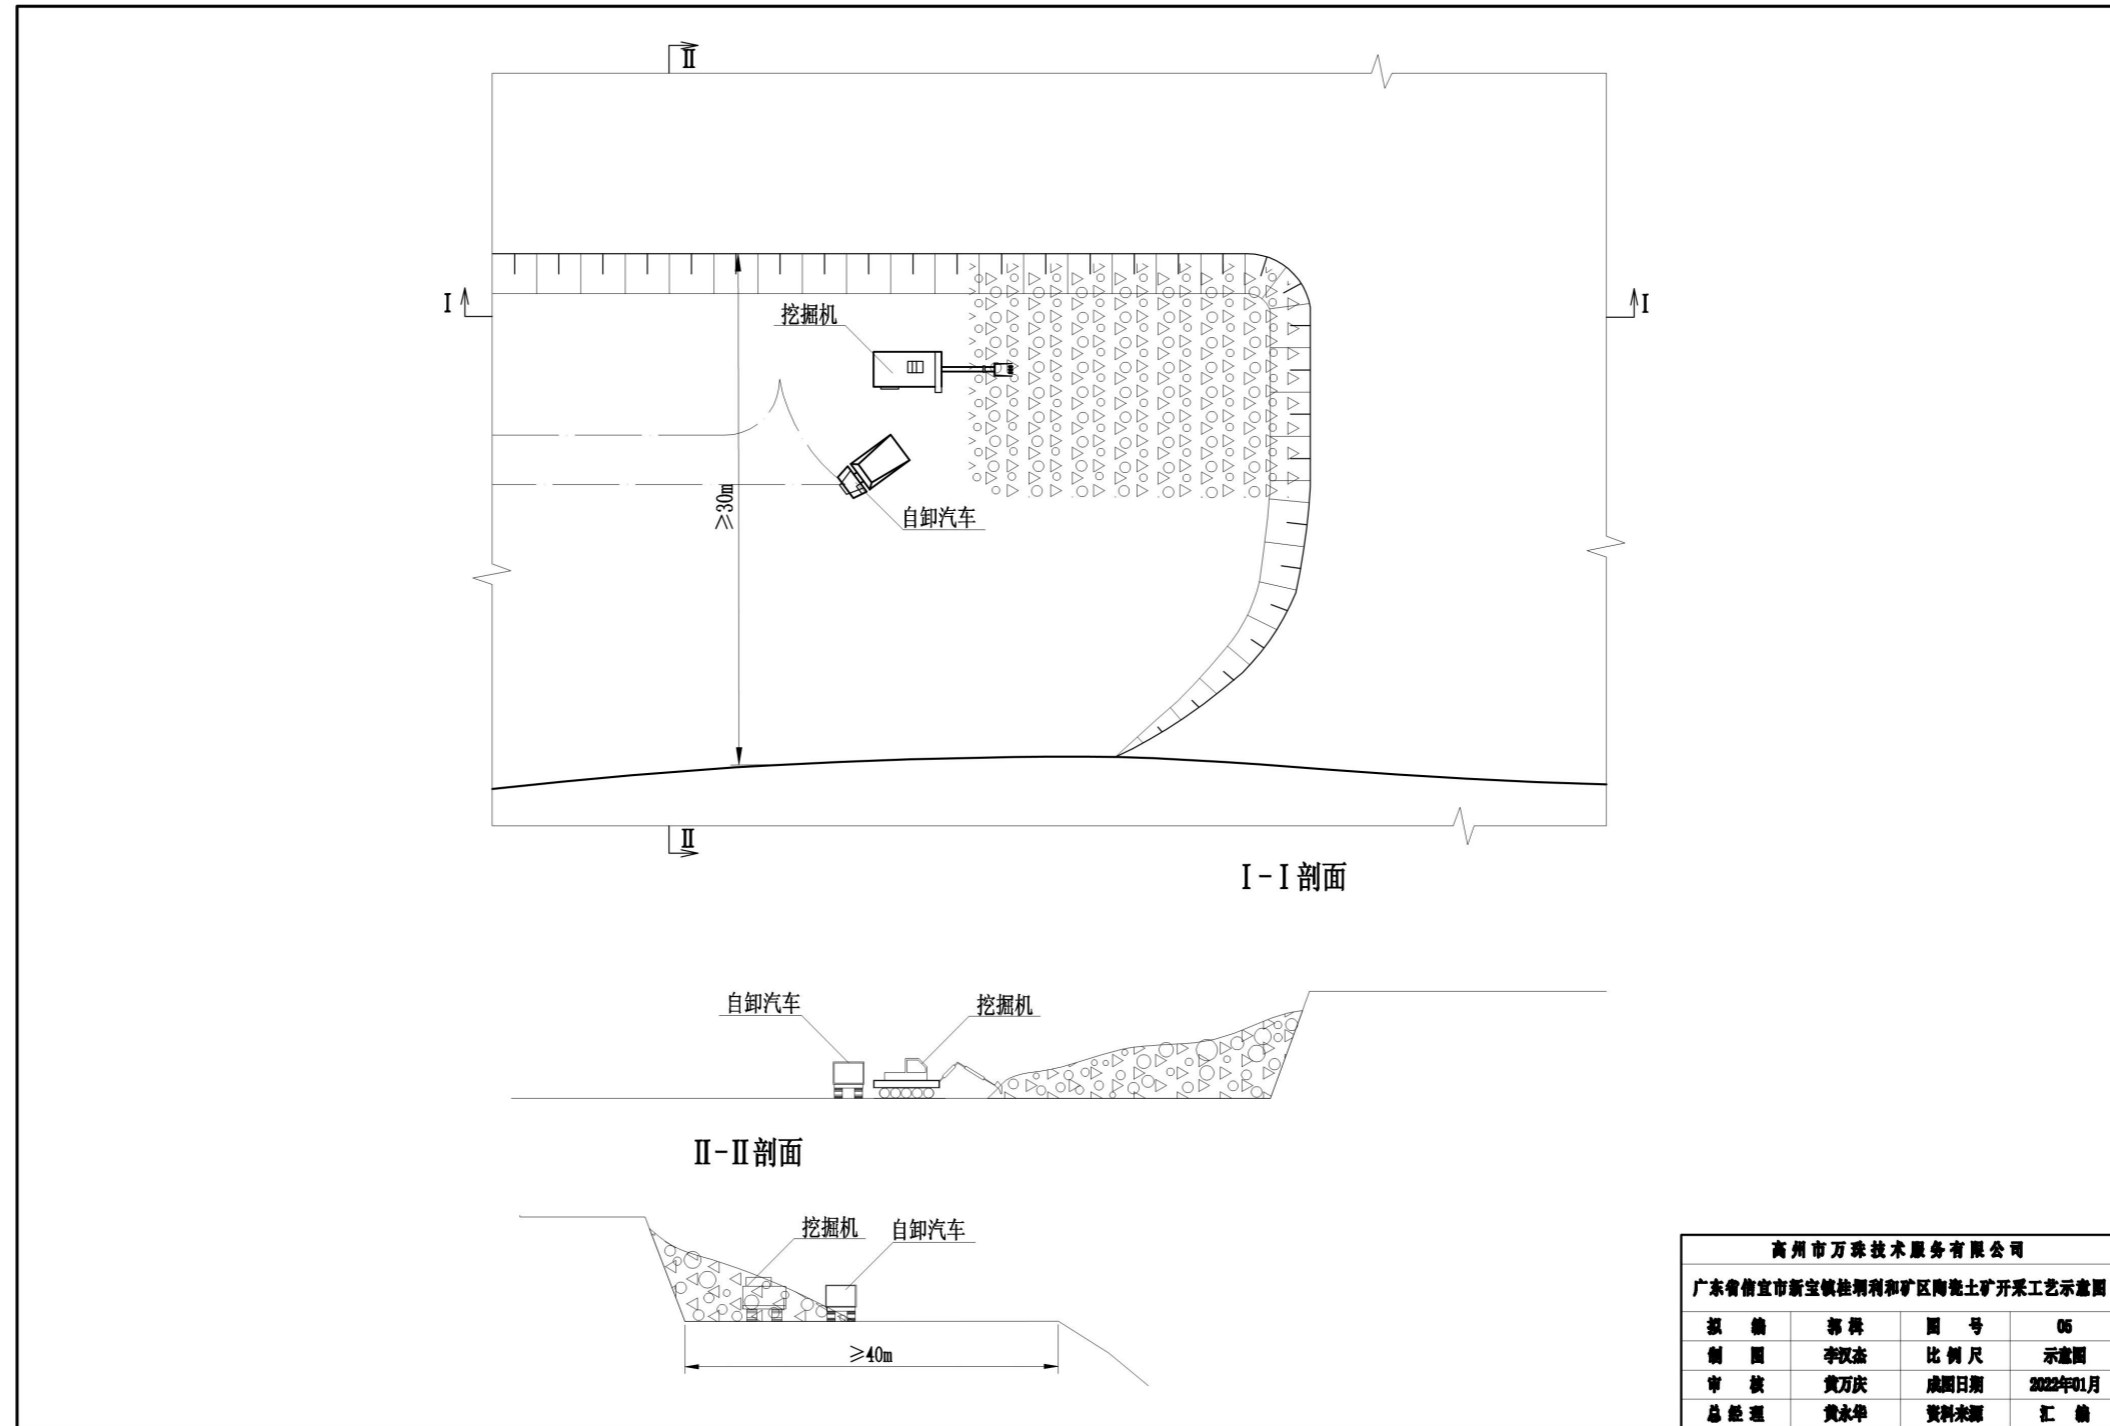 Ⅱ
Ⅰ
Ⅰ
挖掘机
≥30m
自卸汽车
Ⅱ
Ⅰ-Ⅰ剖面
自卸汽车
挖掘机
Ⅱ-Ⅱ剖面
挖掘机
自卸汽车
≥40m
高州市万珠技术服务有限公司
广东省信宜市新宝镇桂垌利和矿区陶瓷土矿开采工艺示意图
拟 编 郭 图 号 05
制 图 李汉杰 比例尺 示意图
审 核 黄万庆 成图日期 2022年01月
总经理 黄永华 资料来源 汇 编